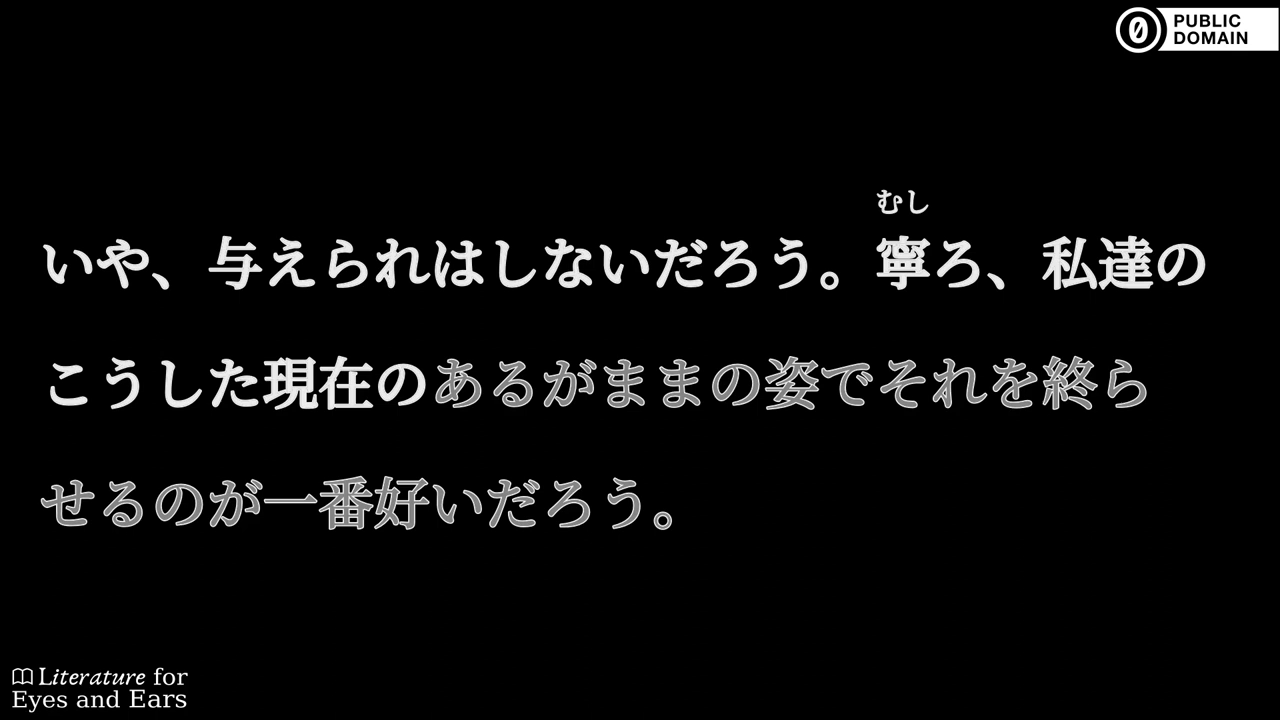 PUBLIC
DOMAIN
むし
いや、与えられはしないだろう。寧ろ、私達の
こうした現在のあるがままの姿でそれを終ら
せるのが一番好いだろう。
Literature for
Eyes and Ears